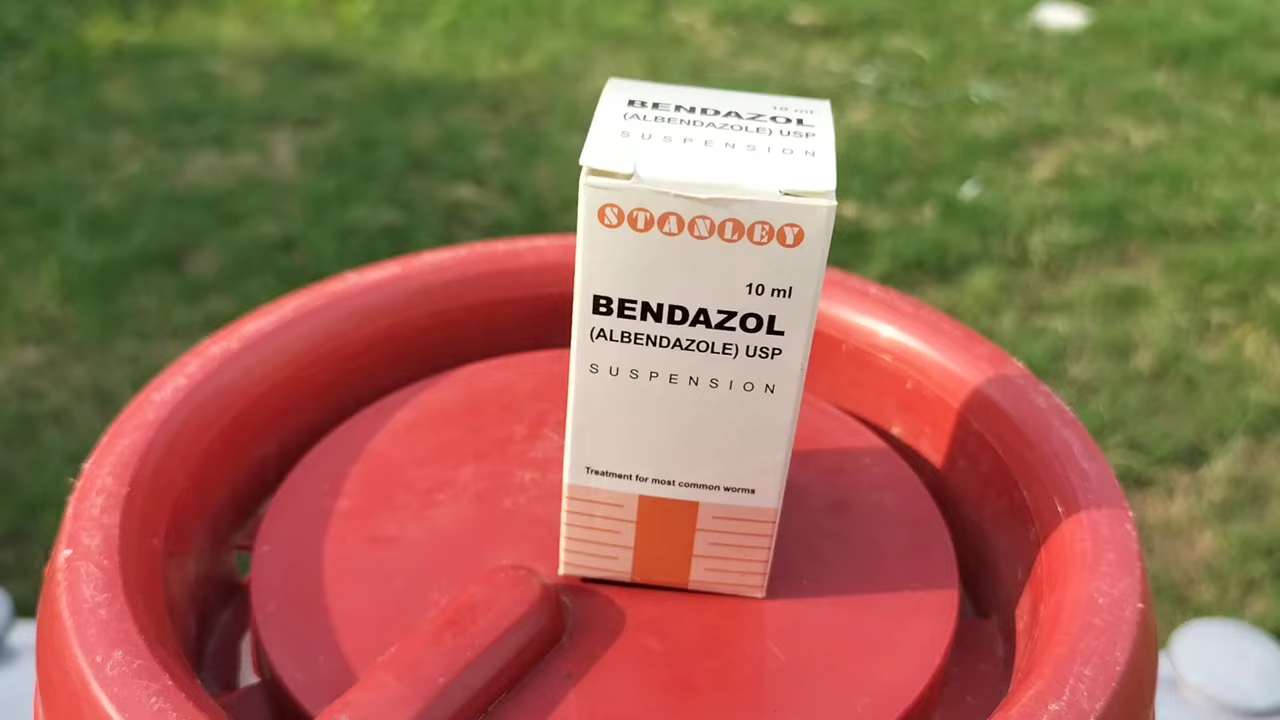 10 ml
BENDAZOL
(ALBENDAZOLE) USP
SUSPENSION
STANLEY
10 ml
BENDAZOL
(ALBENDAZOLE) USP
SUSPENSION
Treatment for most common worms